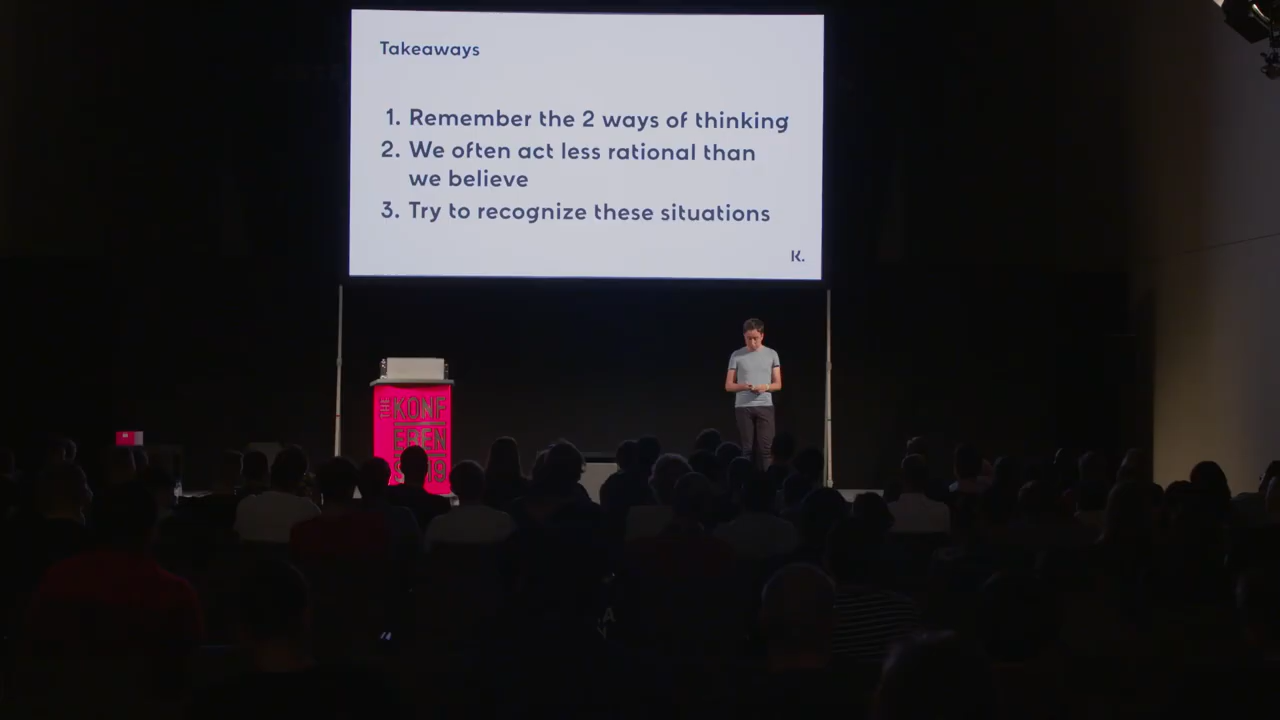 Takeaways
1. Remember the 2 ways of thinking
2. We often act less rational than
we believe
3. Try to recognize these situations
K.
THE
KONF
EREN